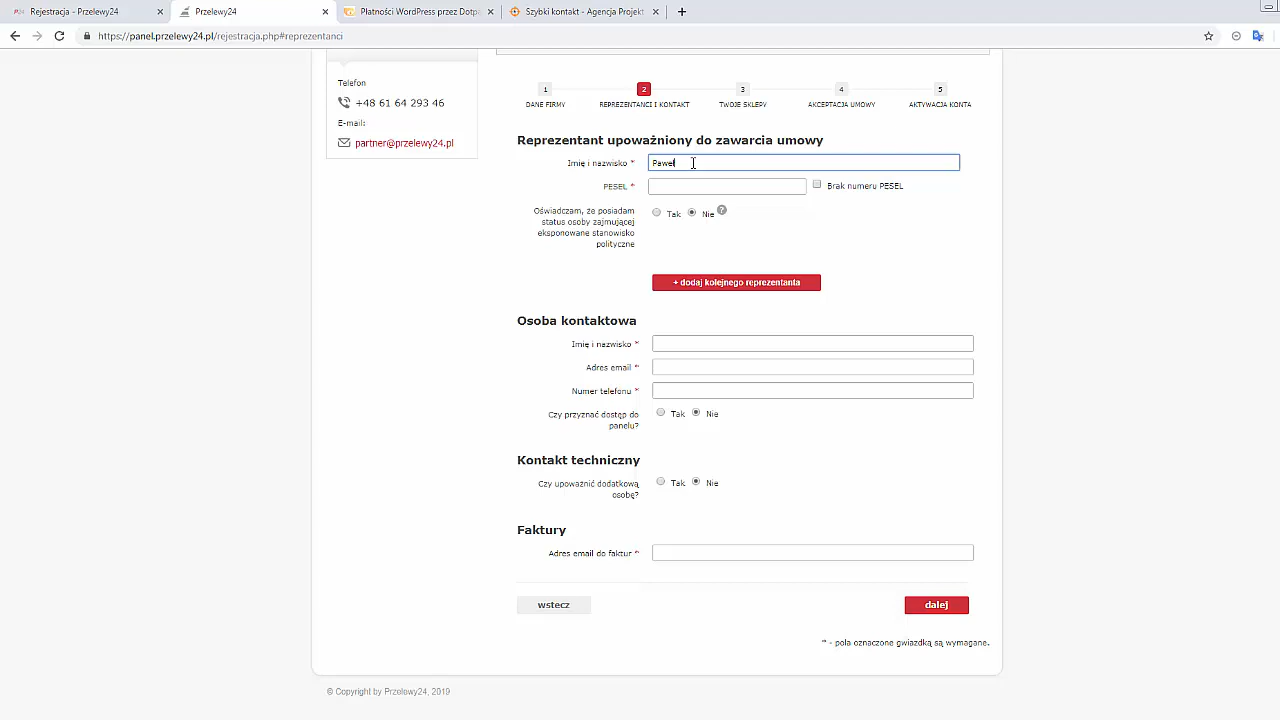 Rejestracja - Przelewy24
Przelewy24
Płatności WordPress przez Dotp
Szybki kontakt - Agencja Projekt
https://panel.przelewy24.pl/rejestracja.php#reprezentanci
Telefon
+48 61 64 293 46
E-mail:
partner@przelewy24.pl
1 2 3 4 5
DANE FIRMY REPREZENTANCI I KONTAKT TWOJE SKLEPY AKCEPTACJA UMOWY AKTYWACJA KONTA
Reprezentant upoważniony do zawarcia umowy
Imię i nazwisko * Paweł
PESEL * Brak numeru PESEL
Oświadczam, że posiadam
status osoby zajmującej
eksponowane stanowisko
polityczne
Tak Nie ?
+ dodaj kolejnego reprezentanta
Osoba kontaktowa
Imię i nazwisko *
Adres email *
Numer telefonu *
Czy przyznać dostęp do
panelu?
Tak Nie
Kontakt techniczny
Czy upoważnić dodatkową
osobę?
Tak Nie
Faktury
Adres email do faktur *
wstecz dalej
* - pola oznaczone gwiazdką są wymagane.
© Copyright by Przelewy24, 2019